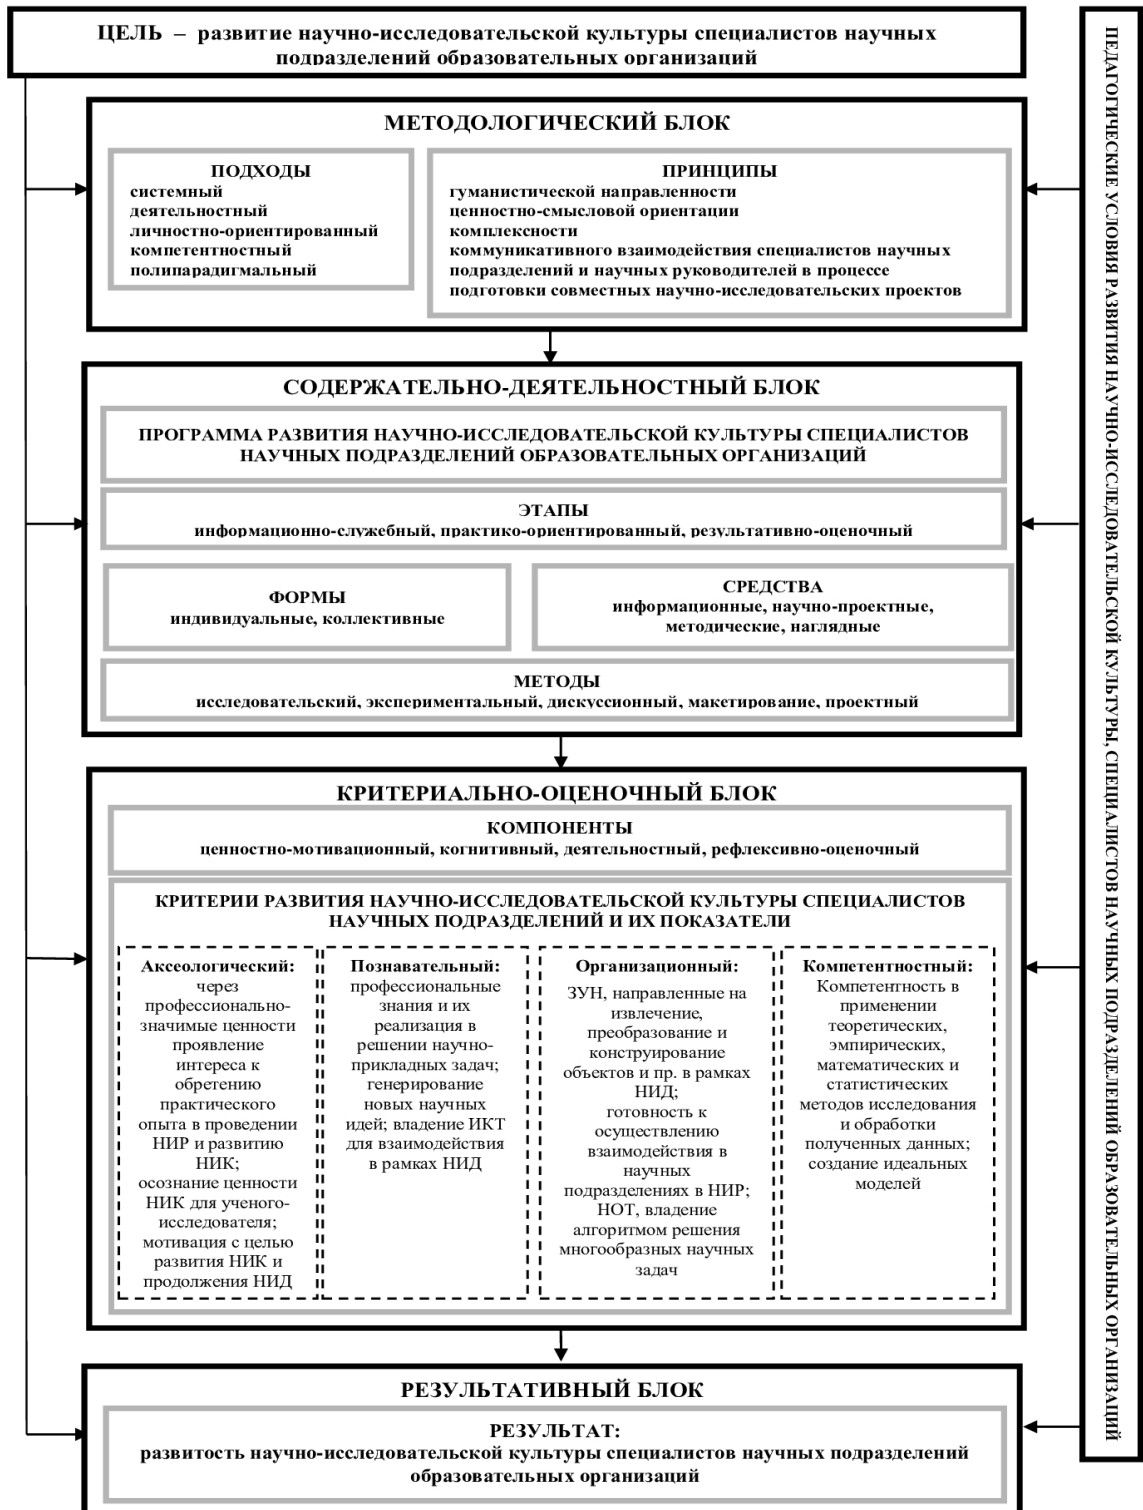 ЦЕЛЬ – развитие научно-исследовательской культуры специалистов научных
подразделений образовательных организаций
МЕТОДОЛОГИЧЕСКИЙ БЛОК
ПОДХОДЫ
системный
деятельностный
личностно-ориентированный
компетентностный
полипарадигмальный
ПРИНЦИПЫ
гуманистической направленности
ценностно-смысловой ориентации
комплексности
коммуникативного взаимодействия специалистов научных
подразделений и научных руководителей в процессе
подготовки совместных научно-исследовательских проектов
СОДЕРЖАТЕЛЬНО-ДЕЯТЕЛЬНОСТНЫЙ БЛОК
ПРОГРАММА РАЗВИТИЯ НАУЧНО-ИССЛЕДОВАТЕЛЬСКОЙ КУЛЬТУРЫ СПЕЦИАЛИСТОВ
НАУЧНЫХ ПОДРАЗДЕЛЕНИЙ ОБРАЗОВАТЕЛЬНЫХ ОРГАНИЗАЦИЙ
ЭТАПЫ
информационно-служебный, практико-ориентированный, результативно-оценочный
ФОРМЫ
индивидуальные, коллективные
СРЕДСТВА
информационные, научно-проектные,
методические, наглядные
МЕТОДЫ
исследовательский, экспериментальный, дискуссионный, макетирование, проектный
КРИТЕРИАЛЬНО-ОЦЕНОЧНЫЙ БЛОК
КОМПОНЕНТЫ
ценностно-мотивационный, когнитивный, деятельностный, рефлексивно-оценочный
КРИТЕРИИ РАЗВИТИЯ НАУЧНО-ИССЛЕДОВАТЕЛЬСКОЙ КУЛЬТУРЫ СПЕЦИАЛИСТОВ
НАУЧНЫХ ПОДРАЗДЕЛЕНИЙ И ИХ ПОКАЗАТЕЛИ
Аксеологический:
через
профессионально-
значимые ценности
проявление
интереса к
обретению
практического
опыта в проведении
НИР и развитию
НИК;
осознание ценности
НИК для ученого-
исследователя;
мотивация с целью
развития НИК и
продолжения НИД
Познавательный:
профессиональные
знания и их
реализация в
решении научно-
прикладных задач;
генерирование
новых научных
идей; владение ИКТ
для взаимодействия
в рамках НИД
Организационный:
ЗУН, направленные на
извлечение,
преобразование и
конструирование
объектов и пр. в рамках
НИД;
готовность к
осуществлению
взаимодействия в
научных
подразделениях в НИР;
НОТ, владение
алгоритмом решения
многообразных научных
задач
Компетентностный:
Компетентность в
применении
теоретических,
эмпирических,
математических и
статистических
методов исследования
и обработки
полученных данных;
создание идеальных
моделей
РЕЗУЛЬТАТИВНЫЙ БЛОК
РЕЗУЛЬТАТ:
развитость научно-исследовательской культуры специалистов научных подразделений
образовательных организаций
ПЕДАГОГИЧЕСКИЕ УСЛОВИЯ РАЗВИТИЯ НАУЧНО-ИССЛЕДОВАТЕЛЬСКОЙ КУЛЬТУРЫ, СПЕЦИАЛИСТОВ НАУЧНЫХ ПОДРАЗДЕЛЕНИЙ ОБРАЗОВАТЕЛЬНЫХ ОРГАНИЗАЦИЙ